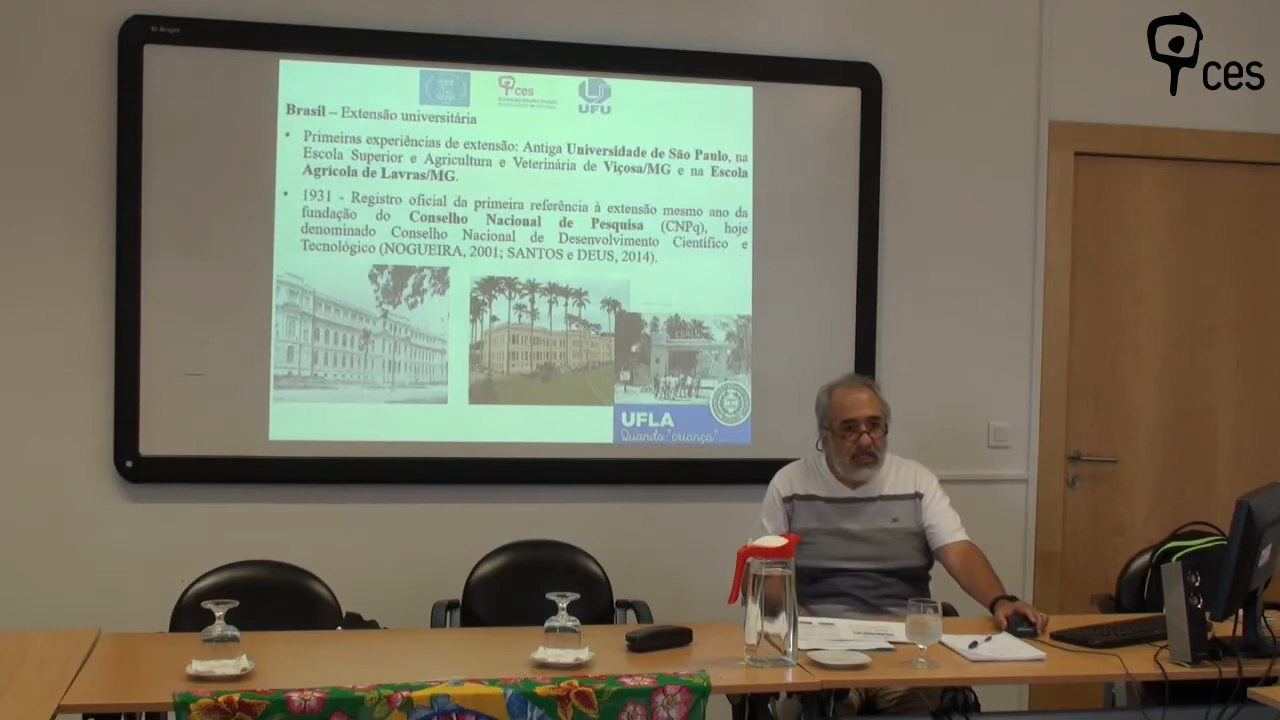 ces
ces
UFU
Brasil – Extensão universitária
• Primeiras experiências de extensão: Antiga Universidade de São Paulo, na
Escola Superior e Agricultura e Veterinária de Viçosa/MG e na Escola
Agrícola de Lavras/MG.
• 1931 - Registro oficial da primeira referência à extensão mesmo ano da
fundação do Conselho Nacional de Pesquisa (CNPq), hoje
denominado Conselho Nacional de Desenvolvimento Científico e
Tecnológico (NOGUEIRA, 2001; SANTOS e DEUS, 2014).
UFLA
Quando "criança"...